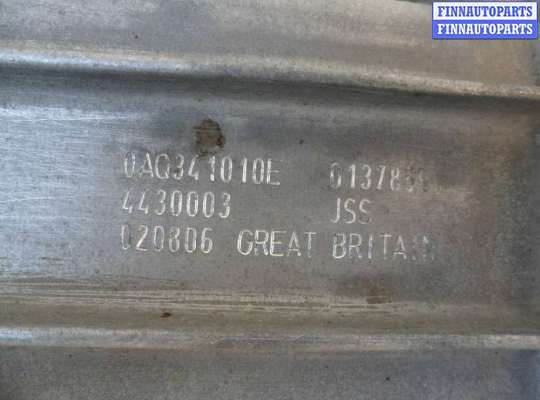 FINNAUTOPARTS
FINNAUTOPARTS
0AQ341010E
4430003 JSS
020806 GREAT BRITAIN